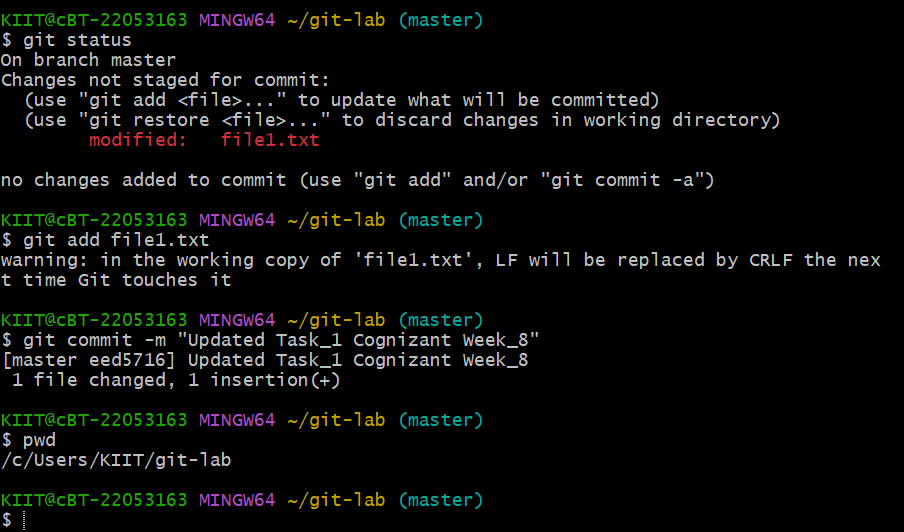 KIIT@cBT-22053163 MINGW64 ~/git-lab (master)
$ git status
On branch master
Changes not staged for commit:
  (use "git add <file>..." to update what will be committed)
  (use "git restore <file>..." to discard changes in working directory)
        modified:   file1.txt

no changes added to commit (use "git add" and/or "git commit -a")

KIIT@cBT-22053163 MINGW64 ~/git-lab (master)
$ git add file1.txt
warning: in the working copy of 'file1.txt', LF will be replaced by CRLF the nex
t time Git touches it

KIIT@cBT-22053163 MINGW64 ~/git-lab (master)
$ git commit -m "Updated Task_1 Cognizant Week_8"
[master eed5716] Updated Task_1 Cognizant Week_8
 1 file changed, 1 insertion(+)

KIIT@cBT-22053163 MINGW64 ~/git-lab (master)
$ pwd
/c/Users/KIIT/git-lab

KIIT@cBT-22053163 MINGW64 ~/git-lab (master)
$